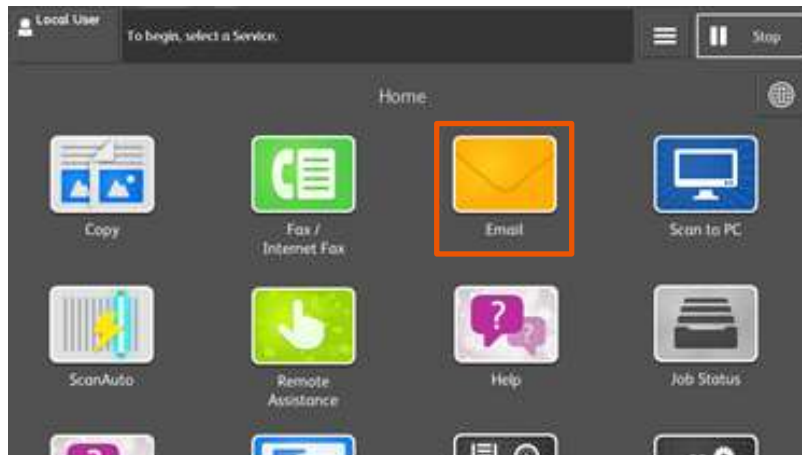 Local User
To begin, select a Service.
Stop
Home
Copy
Fax /
Internet Fax
Email
Scan to PC
ScanAuto
Remote
Assistance
?
?
Help
Job Status
?